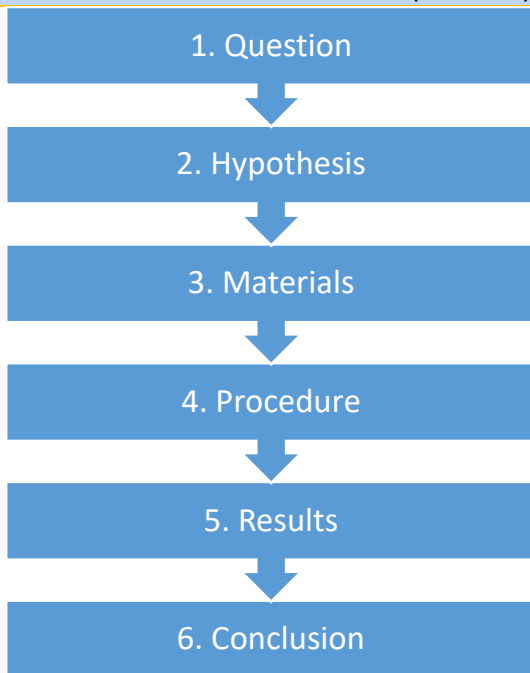 1. Question
2. Hypothesis
3. Materials
4. Procedure
5. Results
6. Conclusion